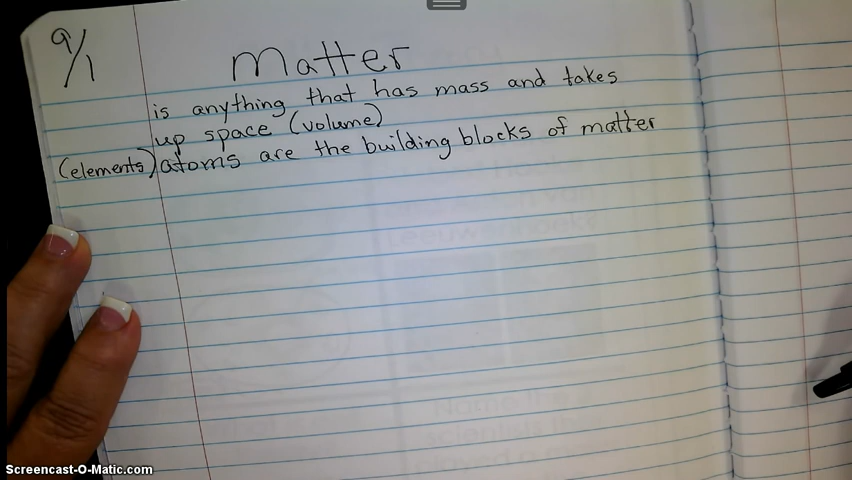 9/1
Matter
is anything that has mass and takes
up space (volume)
(elements) atoms are the building blocks of matter
Screencast-O-Matic.com